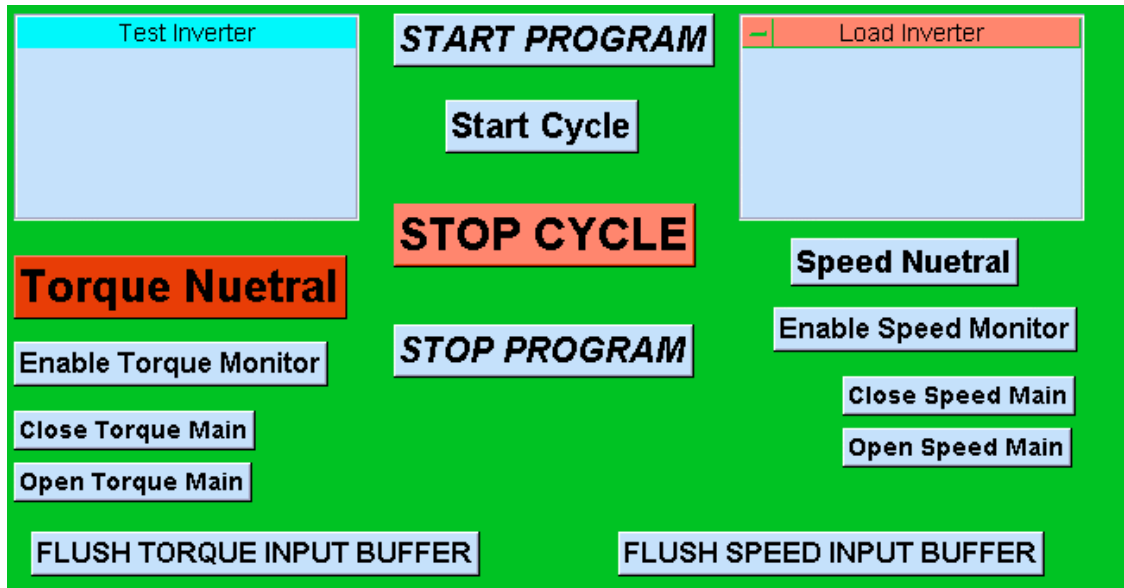 Test Inverter
START PROGRAM
Load Inverter
Start Cycle
STOP CYCLE
Speed Nuetral
Torque Nuetral
Enable Speed Monitor
STOP PROGRAM
Enable Torque Monitor
Close Speed Main
Close Torque Main
Open Speed Main
Open Torque Main
FLUSH TORQUE INPUT BUFFER
FLUSH SPEED INPUT BUFFER